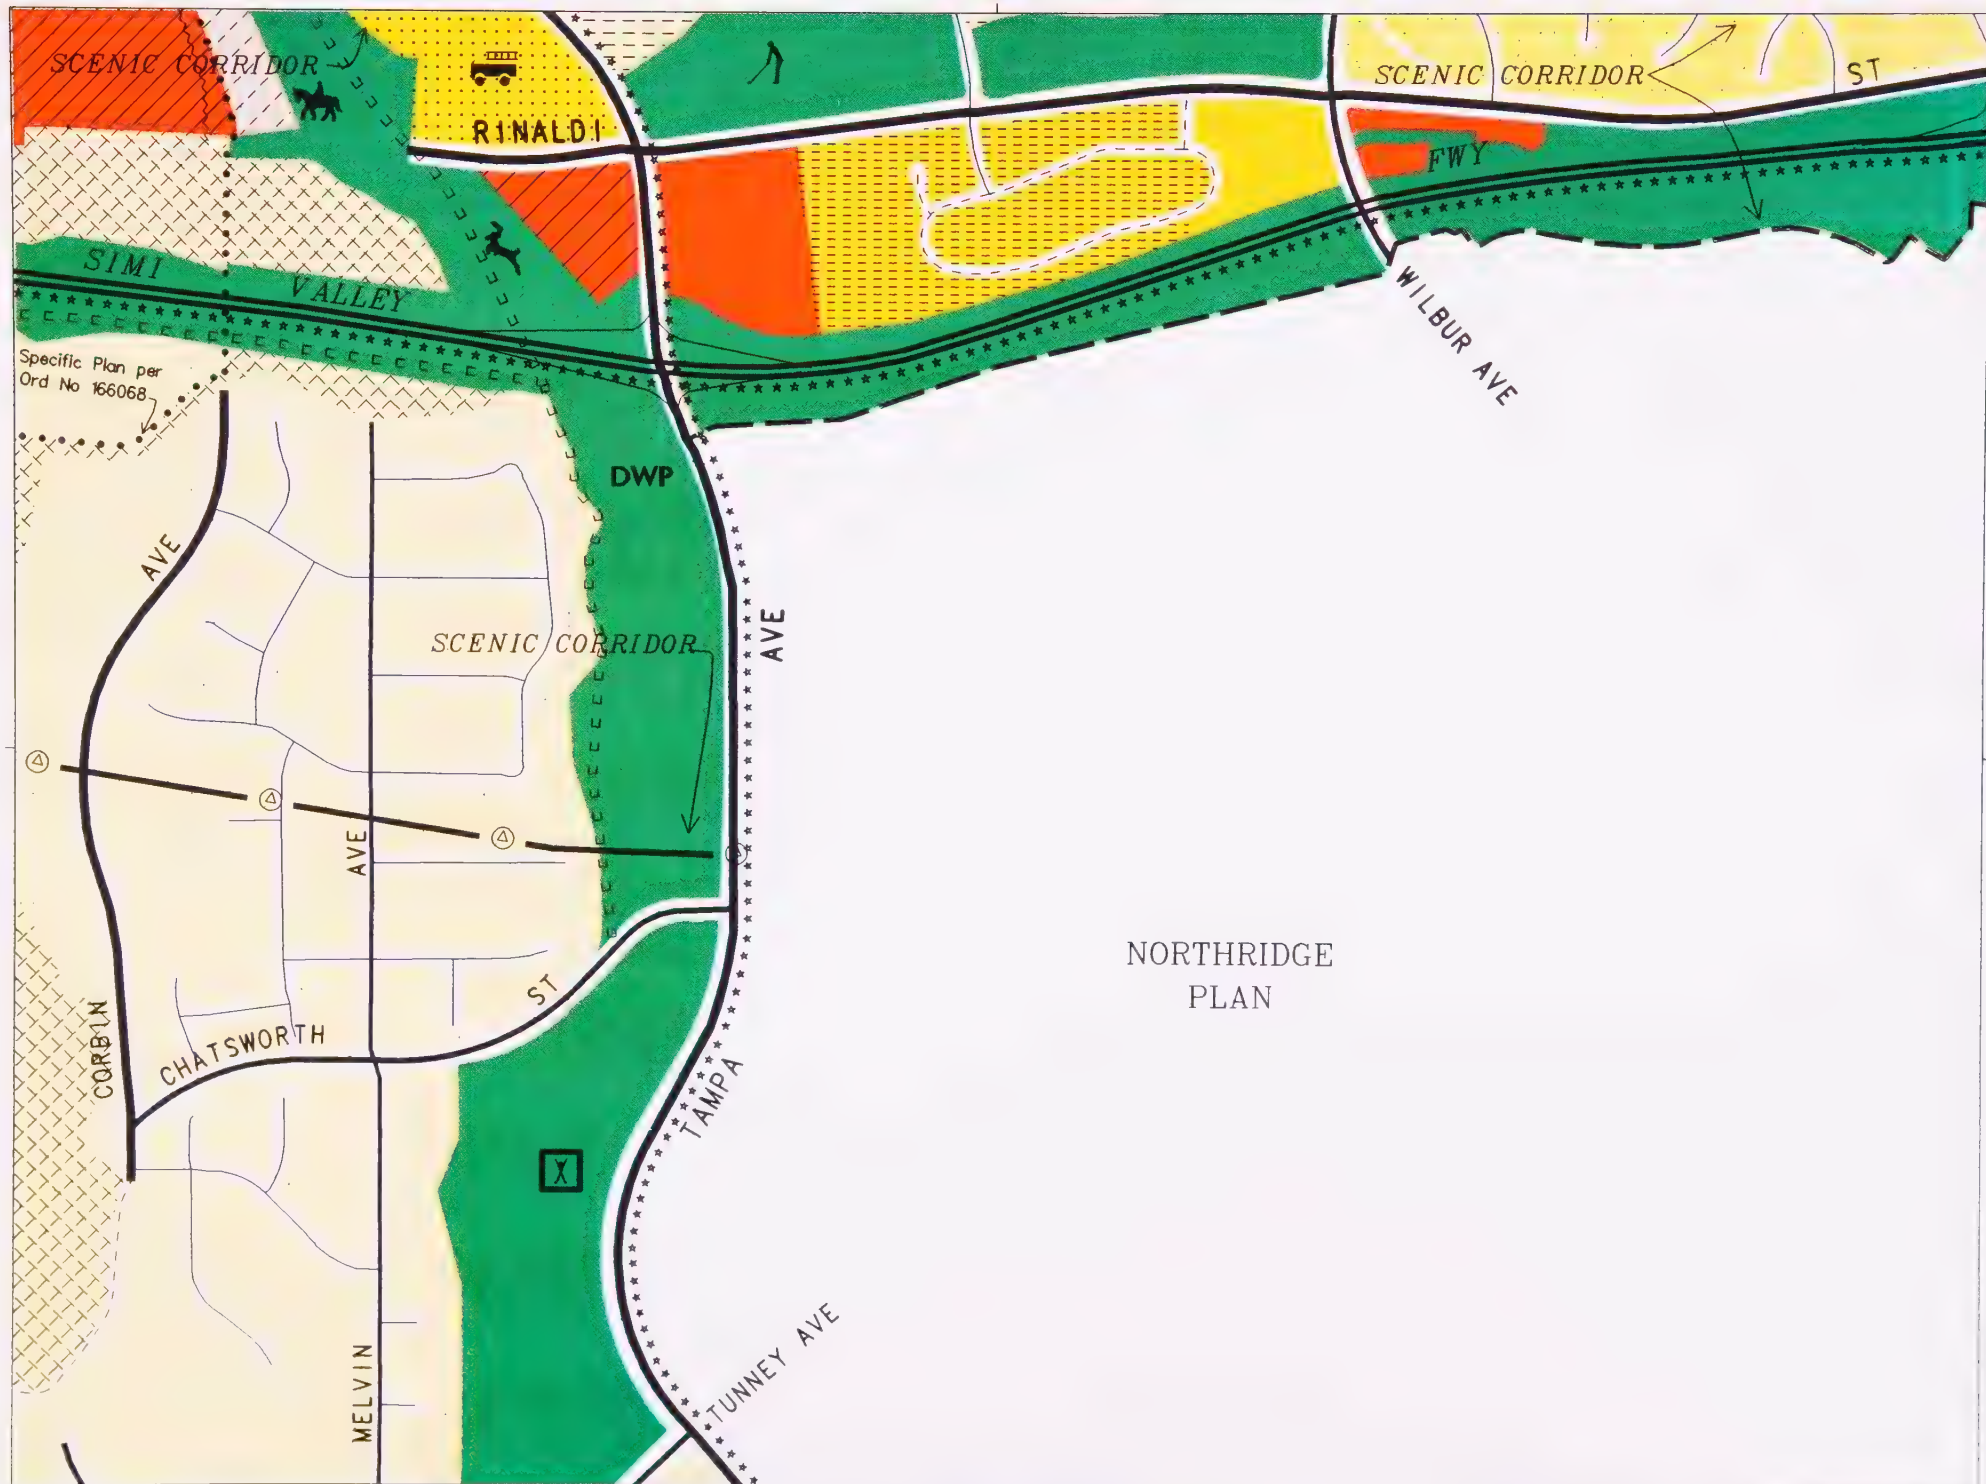 SCENIC CORRIDOR
SCENIC CORRIDOR
ST
RINALDI
FWY
SIMI VALLEY
WILBUR AVE
Specific Plan per
Ord No 166068
DWP
AVE
SCENIC CORRIDOR
AVE
AVE
NORTHRIDGE
PLAN
ST
CORBIN
CHATSWORTH
TAMPA
MELVIN
TUNNEY AVE